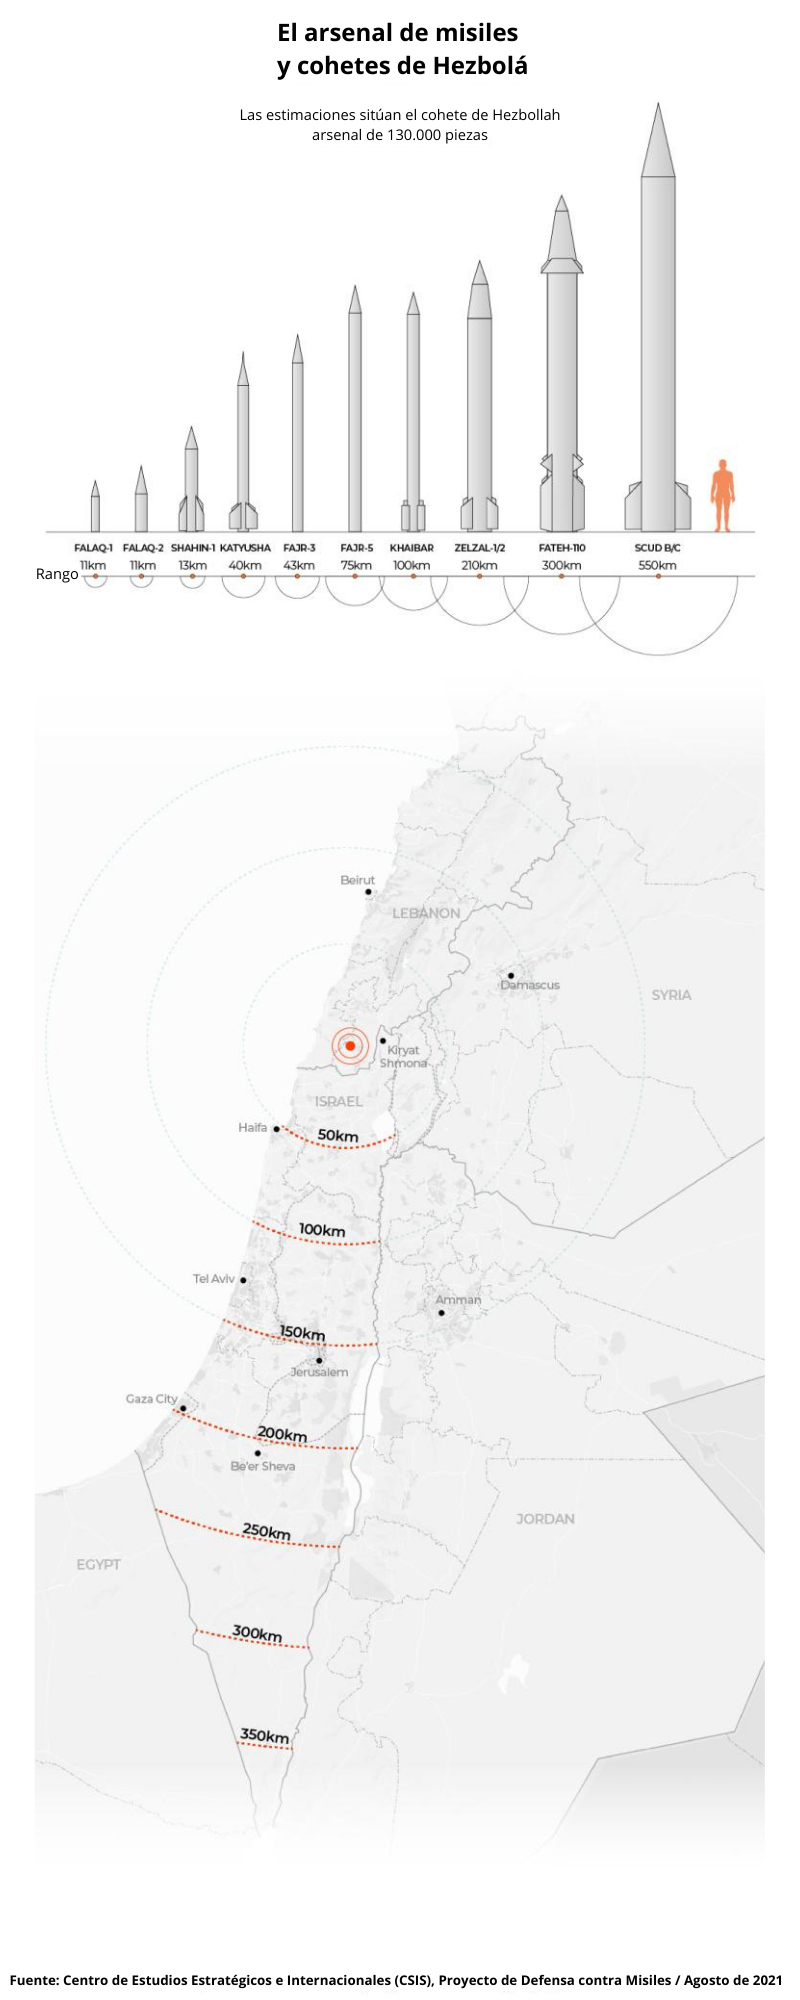 El arsenal de misiles
y cohetes de Hezbolá
Las estimaciones sitúan el cohete de Hezbollah
arsenal de 130.000 piezas
FALAQ-1 FALAQ-2 SHAHIN-1 KATYUSHA FAJR-3 FAJR-5 KHAIBAR ZELZAL-1/2 FATEH-110 SCUD B/C
Rango 11km 11km 13km 40km 43km 75km 100km 210km 300km 550km
Beirut
LEBANON
Damascus
SYRIA
Kiryat
Shmona
ISRAEL
Haifa
50km
100km
Tel Aviv
Amman
150km
Jerusalem
Gaza City
200km
Be'er Sheva
JORDAN
250km
EGYPT
300km
350km
Fuente: Centro de Estudios Estratégicos e Internacionales (CSIS), Proyecto de Defensa contra Misiles / Agosto de 2021